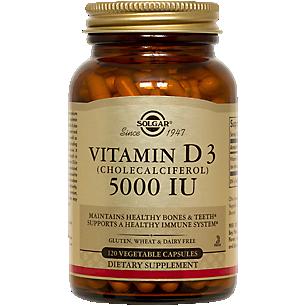 SOLGAR®
Since 1947
VITAMIN D3
(CHOLECALCIFEROL)
5000 IU
MAINTAINS HEALTHY BONES & TEETH*
SUPPORTS A HEALTHY IMMUNE SYSTEM*
GLUTEN, WHEAT & DAIRY FREE
120 VEGETABLE CAPSULES
DIETARY SUPPLEMENT